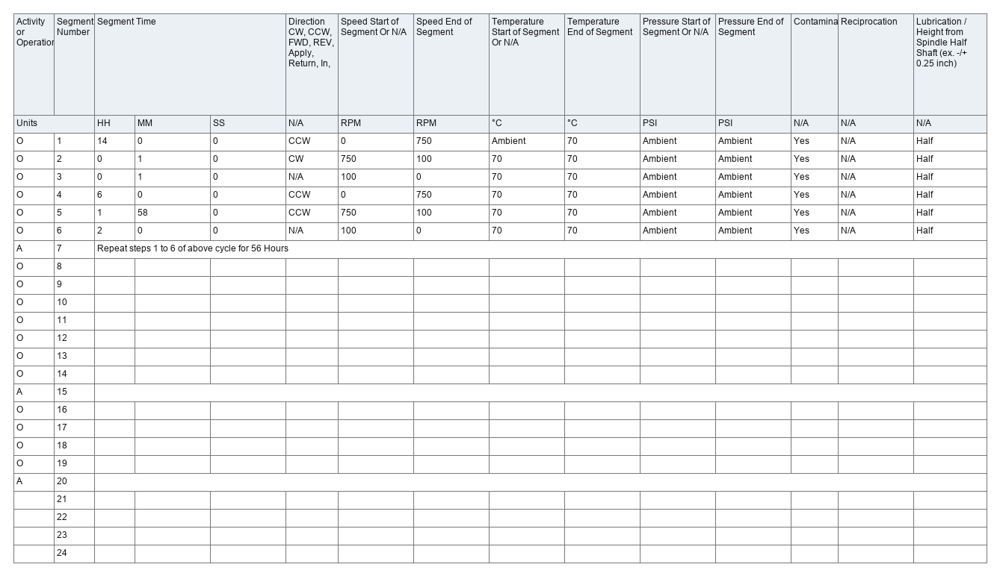 Activity or Operation Segment Number Segment Time Direction CW, CCW, FWD, REV, Apply, Return, In, Speed Start of Segment Or N/A Speed End of Segment Temperature Start of Segment Or N/A Temperature End of Segment Pressure Start of Segment Or N/A Pressure End of Segment Contamina Reciprocation Lubrication / Height from Spindle Half Shaft (ex. -/+ 0.25 inch)
Units HH MM SS N/A RPM RPM °C °C PSI PSI N/A N/A N/A
O 1 14 0 0 CCW 0 750 Ambient 70 Ambient Ambient Yes N/A Half
O 2 0 1 0 CW 750 100 70 70 Ambient Ambient Yes N/A Half
O 3 0 1 0 N/A 100 0 70 70 Ambient Ambient Yes N/A Half
O 4 6 0 0 CCW 0 750 70 70 Ambient Ambient Yes N/A Half
O 5 1 58 0 CCW 750 100 70 70 Ambient Ambient Yes N/A Half
O 6 2 0 0 N/A 100 0 70 70 Ambient Ambient Yes N/A Half
A 7 Repeat steps 1 to 6 of above cycle for 56 Hours
O 8
O 9
O 10
O 11
O 12
O 13
O 14
A 15
O 16
O 17
O 18
O 19
A 20
21
22
23
24